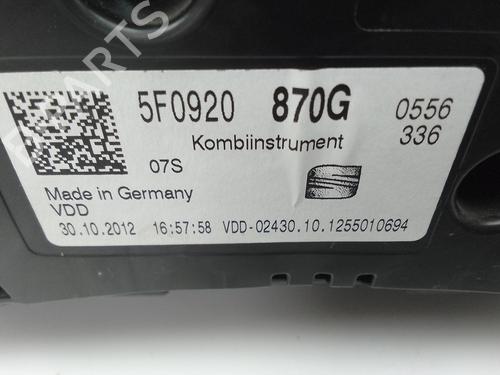 PARTS
5F0920 870G 0556
336
Kombiinstrument
07S
Made in Germany
VDD
30.10.2012 16:57:58 VDD-02430.10.1255010694